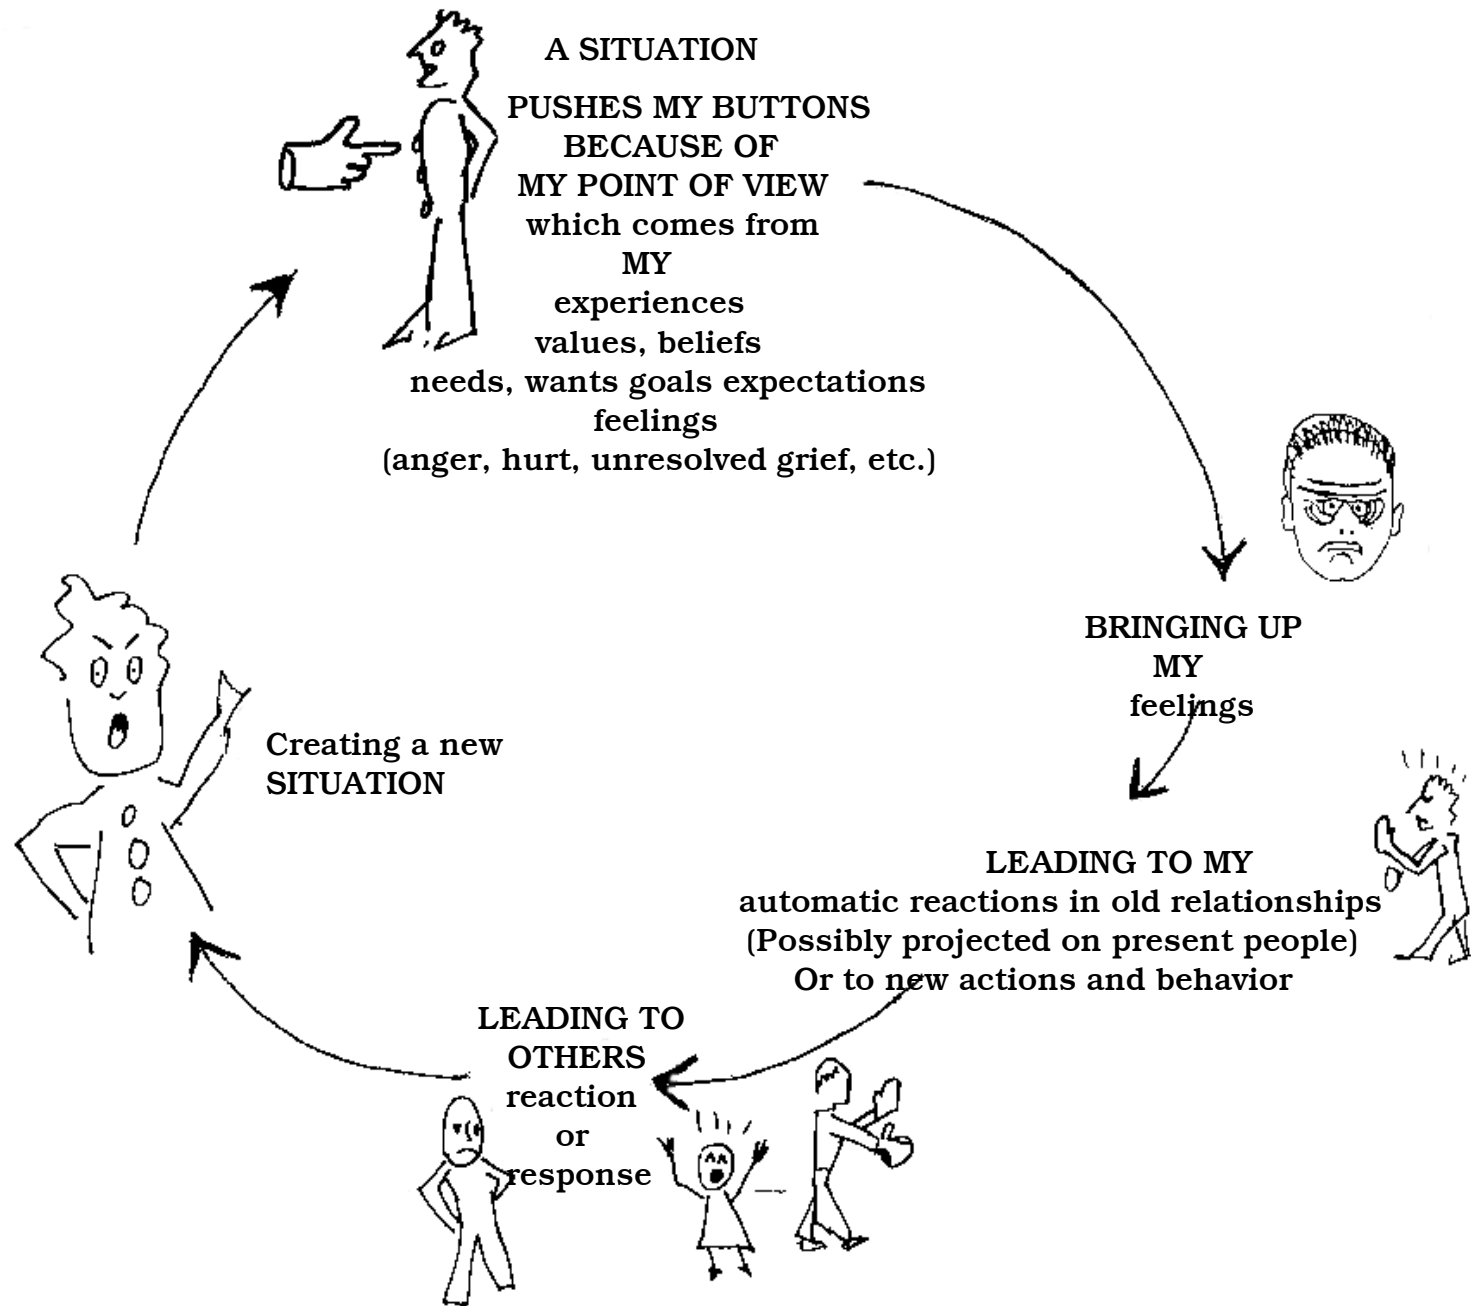 A SITUATION
PUSHES MY BUTTONS
BECAUSE OF
MY POINT OF VIEW
which comes from
MY
experiences
values, beliefs
needs, wants goals expectations
feelings
(anger, hurt, unresolved grief, etc.)
BRINGING UP
MY
feelings
LEADING TO MY
automatic reactions in old relationships
(Possibly projected on present people)
Or to new actions and behavior
LEADING TO
OTHERS
reaction
or
response
Creating a new
SITUATION